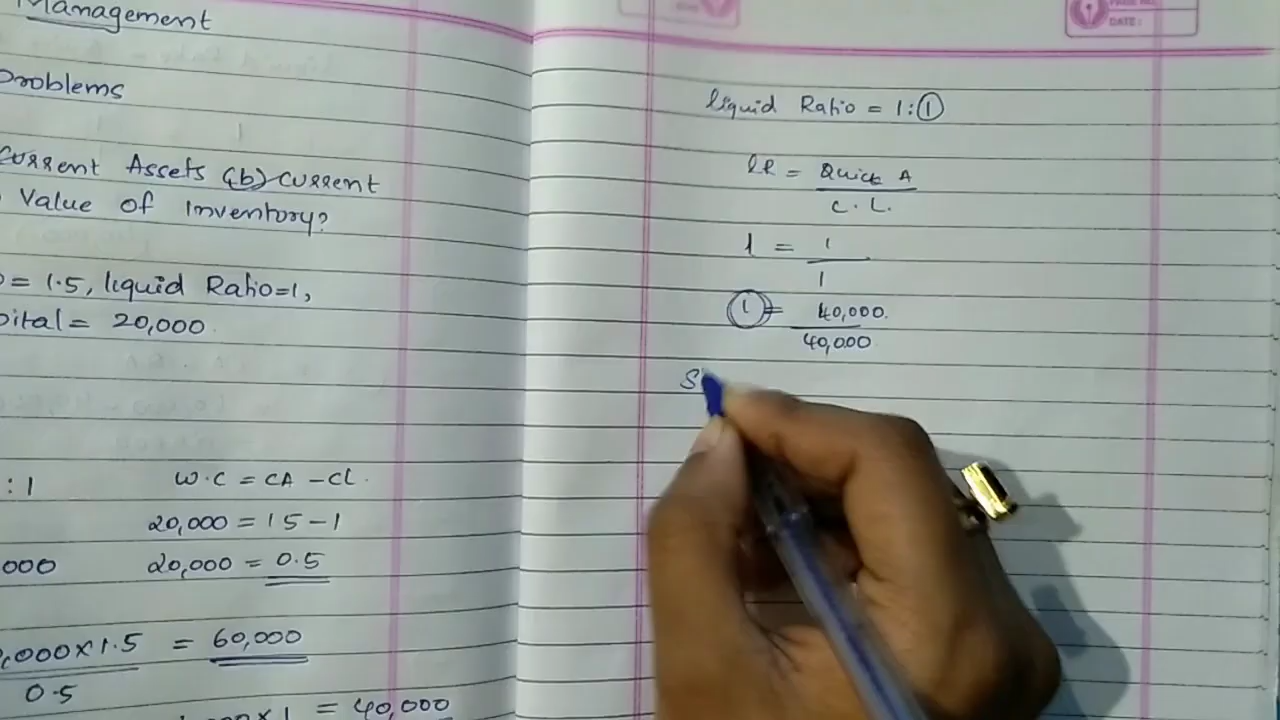 Management
Problems
Current Assets (b) Current
Value of Inventory?
= 1.5, liquid Ratio=1,
pital = 20,000
: 1
W.C = CA - CL.
20,000 = 1.5 - 1
000
20,000 = 0.5
,000 x 1.5 = 60,000
0.5
x 1 = 40,000
DATE:
liquid Ratio = 1:1
LR = Quick A
C.L.
1 = 1
1
1 = 40,000.
40,000
S